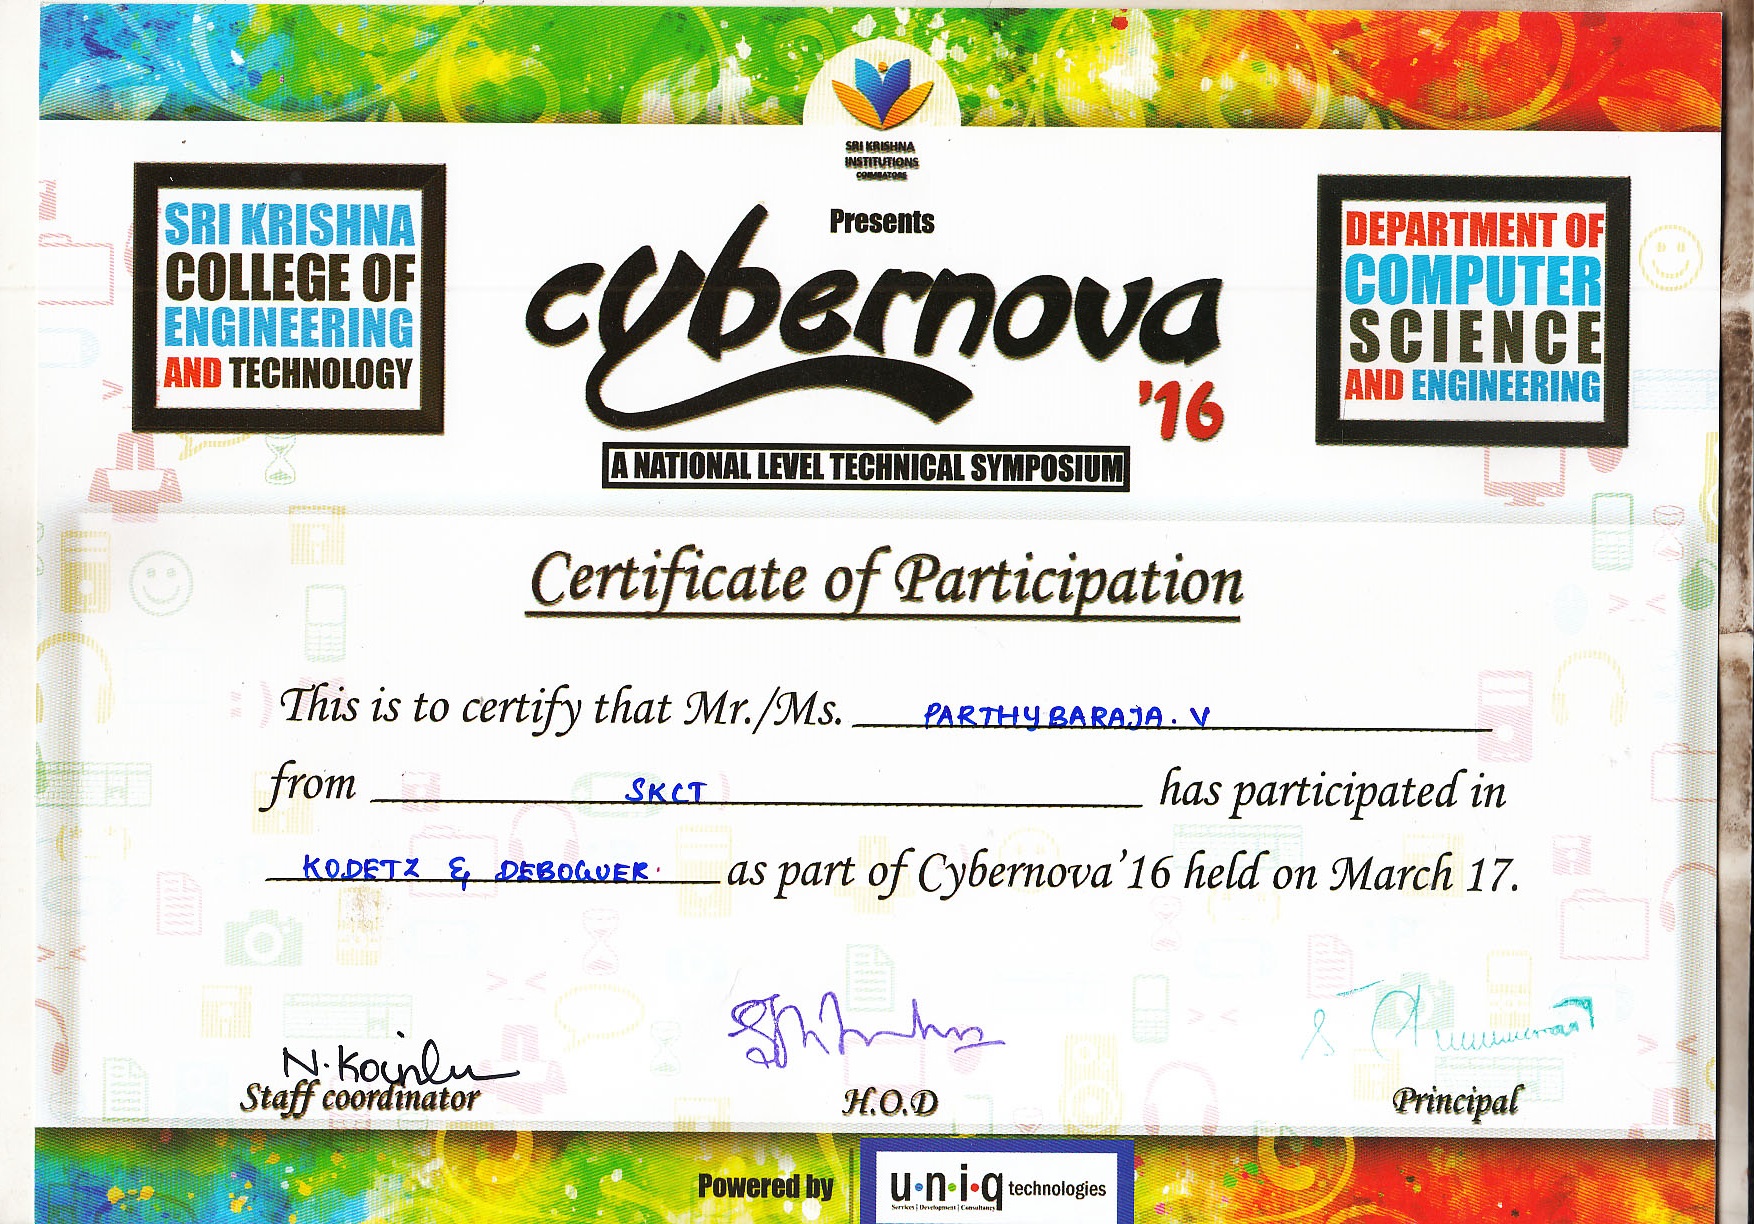 SRI KRISHNA
INSTITUTIONS
COIMBATORE
Presents
SRI KRISHNA
COLLEGE OF
ENGINEERING
AND TECHNOLOGY
cybernova
'16
A NATIONAL LEVEL TECHNICAL SYMPOSIUM
DEPARTMENT OF
COMPUTER
SCIENCE
AND ENGINEERING
Certificate of Participation
This is to certify that Mr./Ms. PARTHYBARAJA. V
from SKCT has participated in
KODETZ & DEBOGUER. as part of Cybernova'16 held on March 17.
Staff coordinator
H.O.D
Principal
Powered by
u·n·i·q technologies
Services | Development | Consultancy